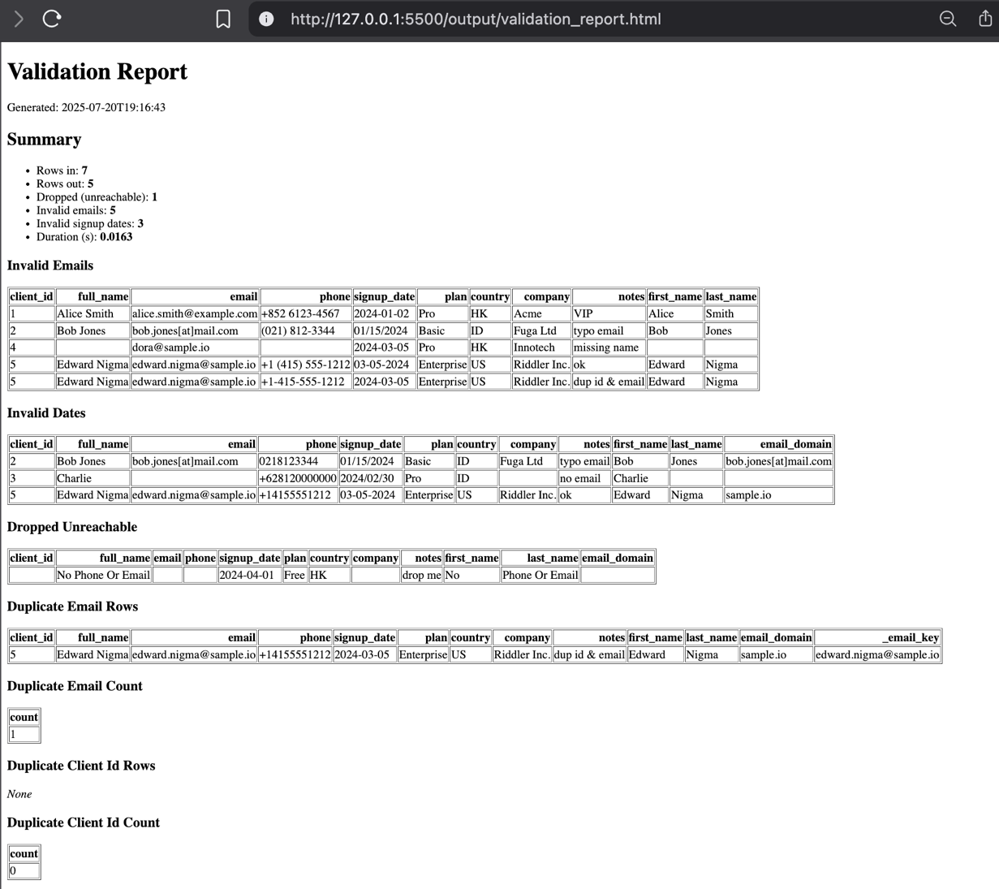 http://127.0.0.1:5500/output/validation_report.html
Validation Report
Generated: 2025-07-20T19:16:43
Summary
• Rows in: 7
• Rows out: 5
• Dropped (unreachable): 1
• Invalid emails: 5
• Invalid signup dates: 3
• Duration (s): 0.0163
Invalid Emails
client_id full_name email phone signup_date plan country company notes first_name last_name
1 Alice Smith alice.smith@example.com +852 6123-4567 2024-01-02 Pro HK Acme VIP Alice Smith
2 Bob Jones bob.jones[at]mail.com (021) 812-3344 01/15/2024 Basic ID Fuga Ltd typo email Bob Jones
4 dora@sample.io 2024-03-05 Pro HK Innotech missing name
5 Edward Nigma edward.nigma@sample.io +1 (415) 555-1212 03-05-2024 Enterprise US Riddler Inc. ok Edward Nigma
5 Edward Nigma edward.nigma@sample.io +1-415-555-1212 2024-03-05 Enterprise US Riddler Inc. dup id & email Edward Nigma
Invalid Dates
client_id full_name email phone signup_date plan country company notes first_name last_name email_domain
2 Bob Jones bob.jones[at]mail.com 0218123344 01/15/2024 Basic ID Fuga Ltd typo email Bob Jones bob.jones[at]mail.com
3 Charlie +628120000000 2024/02/30 Pro ID no email Charlie
5 Edward Nigma edward.nigma@sample.io +14155551212 03-05-2024 Enterprise US Riddler Inc. ok Edward Nigma sample.io
Dropped Unreachable
client_id full_name email phone signup_date plan country company notes first_name last_name email_domain
No Phone Or Email 2024-04-01 Free HK drop me No Phone Or Email
Duplicate Email Rows
client_id full_name email phone signup_date plan country company notes first_name last_name email_domain _email_key
5 Edward Nigma edward.nigma@sample.io +14155551212 2024-03-05 Enterprise US Riddler Inc. dup id & email Edward Nigma sample.io edward.nigma@sample.io
Duplicate Email Count
count
1
Duplicate Client Id Rows
None
Duplicate Client Id Count
count
0